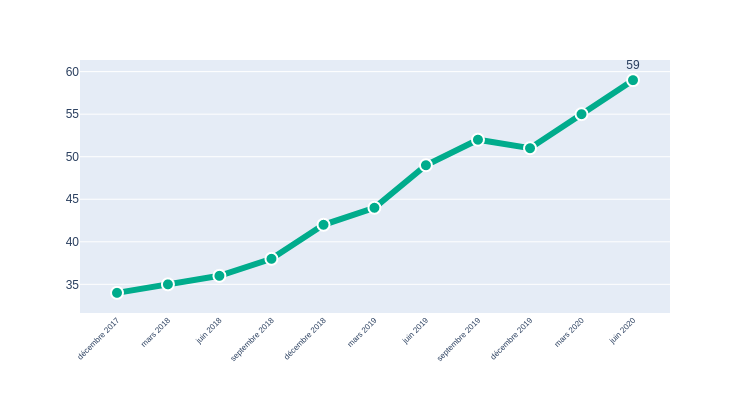 59
60
55
50
45
40
35
décembre 2017
mars 2018
juin 2018
septembre 2018
décembre 2018
mars 2019
juin 2019
septembre 2019
décembre 2019
mars 2020
juin 2020